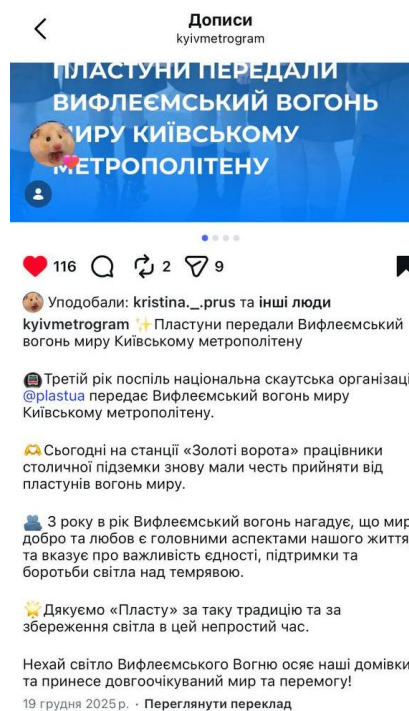 Дописи
kyivmetrogram
ПЛАСТУНИ ПЕРЕДАЛИ
ВИФЛЕЄМСЬКИЙ ВОГОНЬ
МИРУ КИЇВСЬКОМУ
МЕТРОПОЛІТЕНУ
116 2 9
Уподобали: kristina._.prus та інші люди
kyivmetrogram ✨Пластуни передали Вифлеємський
вогонь миру Київському метрополітену
🚇Третій рік поспіль національна скаутська організаці
@plastua передає Вифлеємський вогонь миру
Київському метрополітену.
🫶Сьогодні на станції «Золоті ворота» працівники
столичної підземки знову мали честь прийняти від
пластунів вогонь миру.
🫂 З року в рік Вифлеємський вогонь нагадує, що мир
добро та любов є головними аспектами нашого життя
та вказує про важливість єдності, підтримки та
боротьби світла над темрявою.
🌟Дякуємо «Пласту» за таку традицію та за
збереження світла в цей непростий час.
Нехай світло Вифлеємського Вогню осяє наші домівки
та принесе довгоочікуваний мир та перемогу!
19 грудня 2025 р. · Переглянути переклад